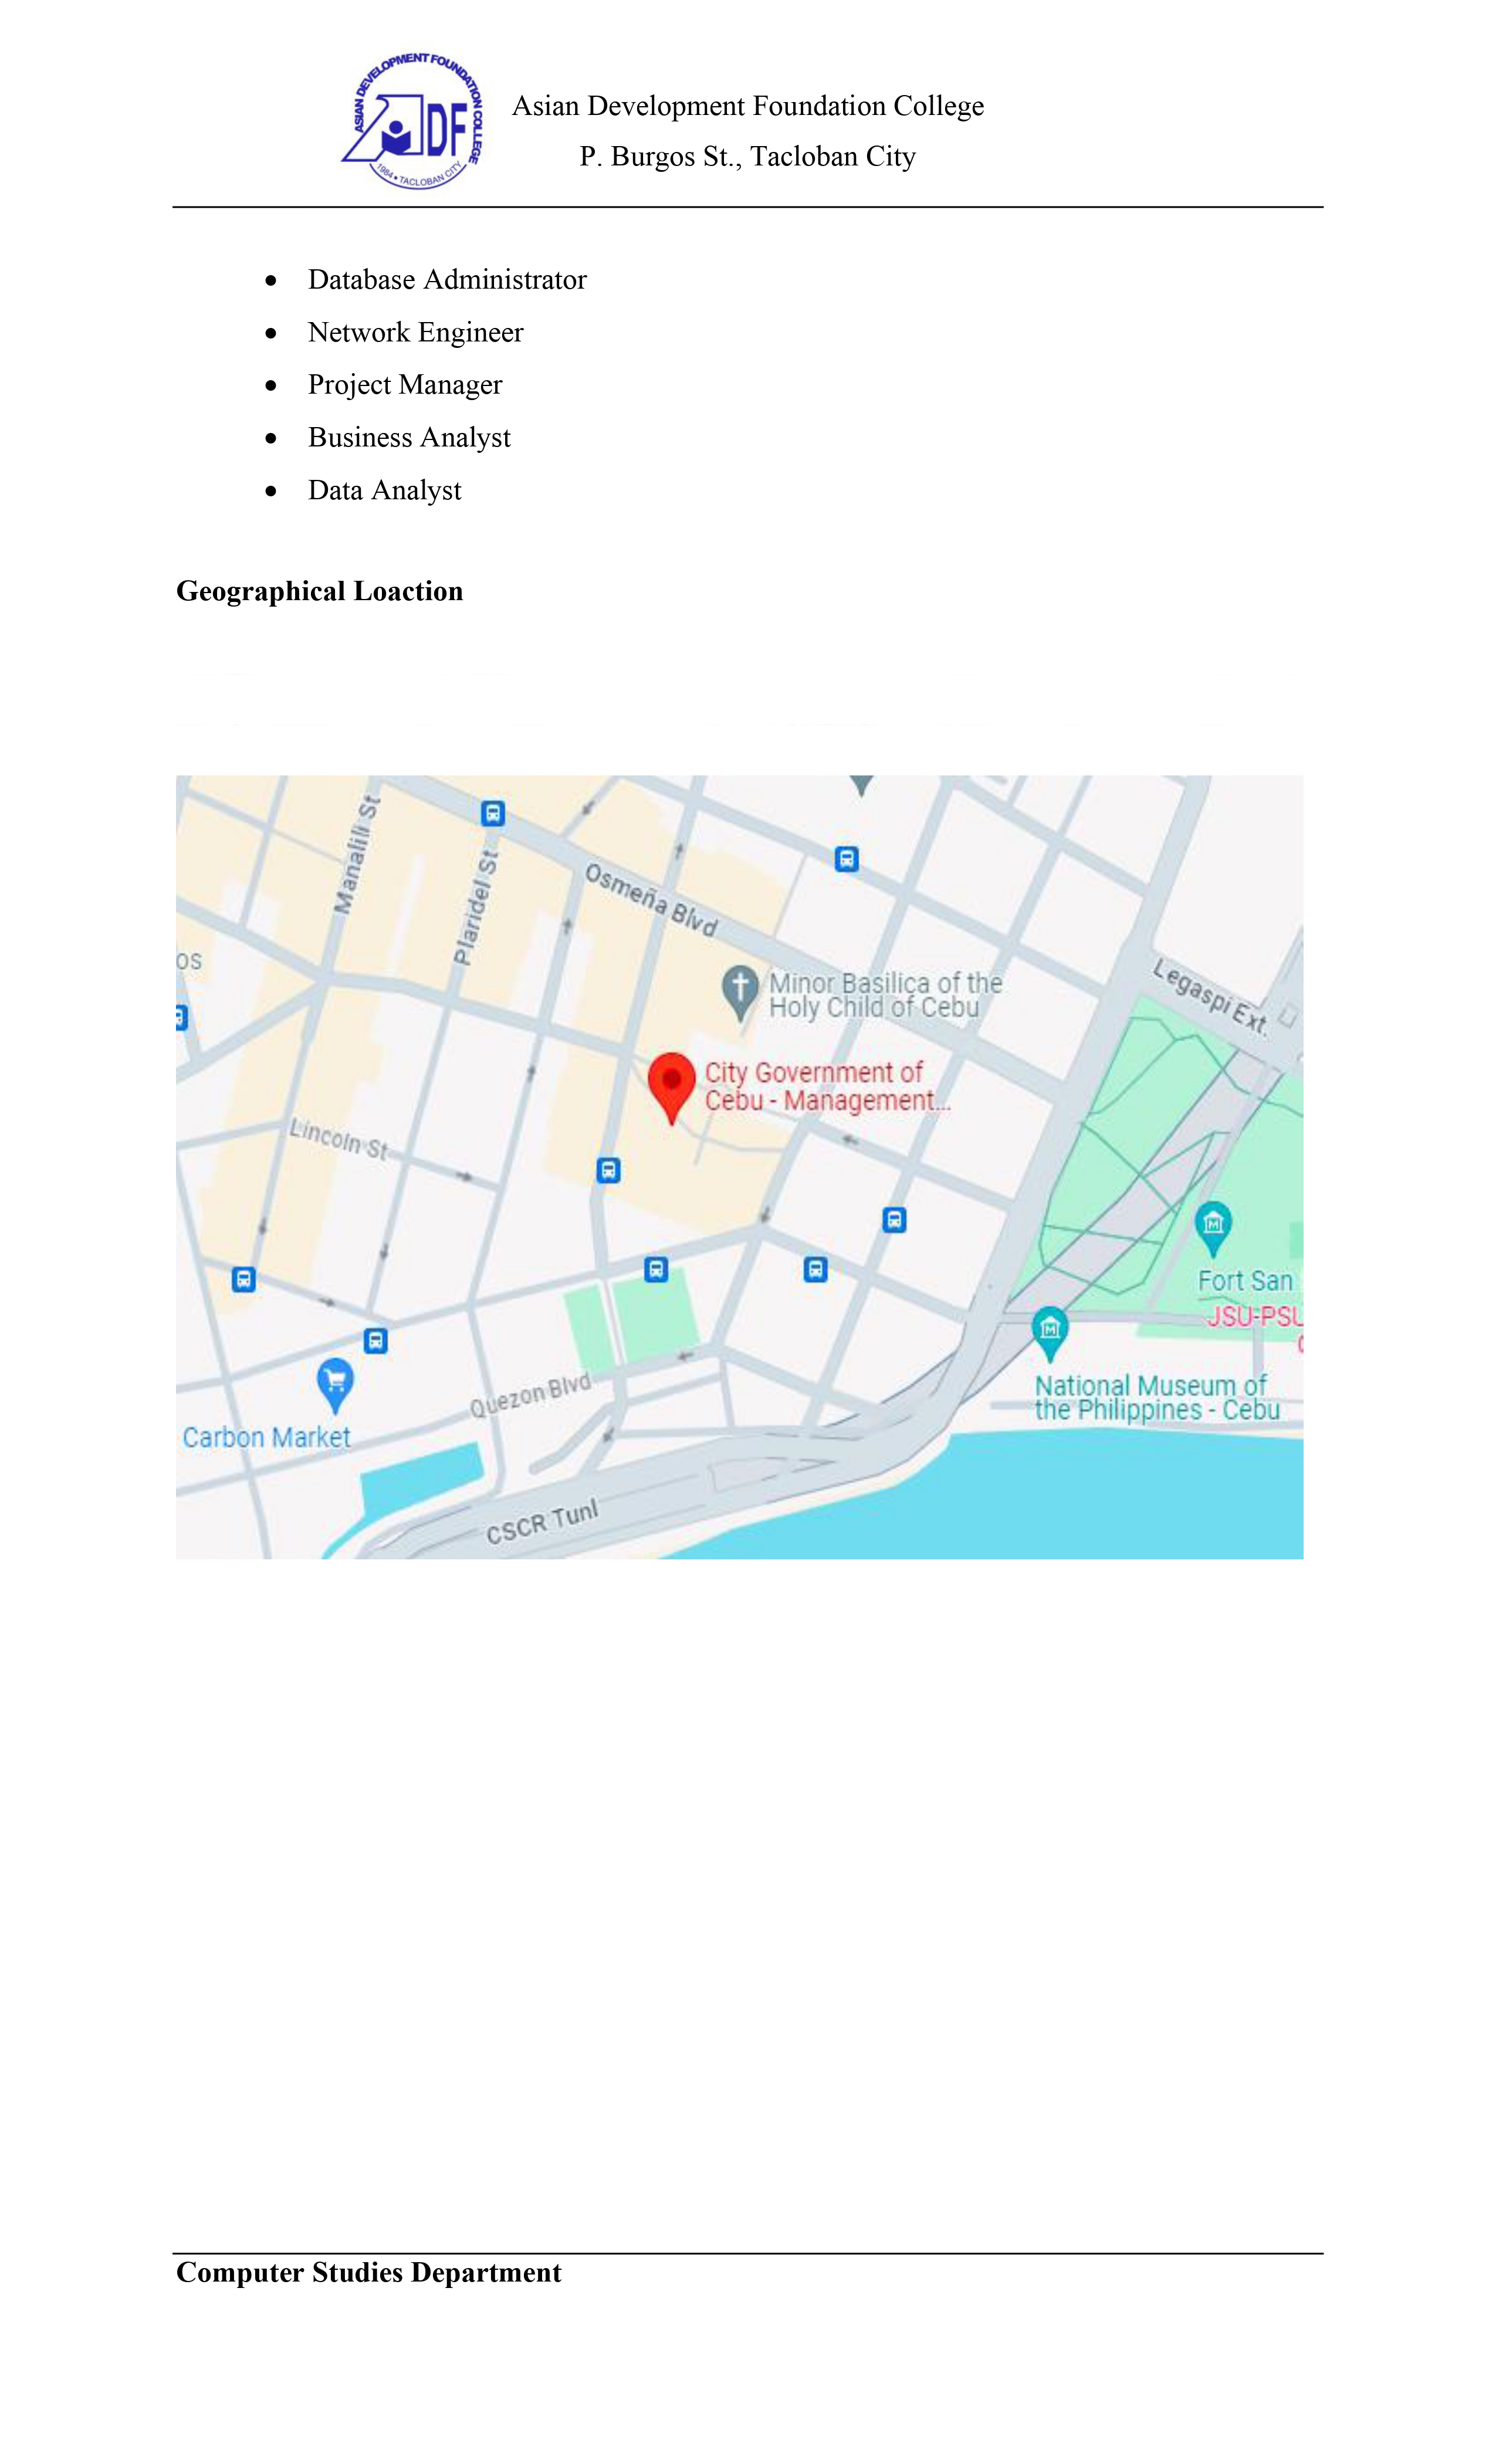 ASIAN DEVELOPMENT FOUNDATION COLLEGE
ADF
1984 • TACLOBAN CITY
Asian Development Foundation College
P. Burgos St., Tacloban City
• Database Administrator
• Network Engineer
• Project Manager
• Business Analyst
• Data Analyst
Geographical Loaction
Manalili St
Plaridel St
Osmeña Blvd
os
Minor Basilica of the
Holy Child of Cebu
Legaspi Ext.
City Government of
Cebu - Management...
Lincoln St
Fort San
JSU-PSU
National Museum of
the Philippines - Cebu
Quezon Blvd
Carbon Market
CSCR Tunl
Computer Studies Department